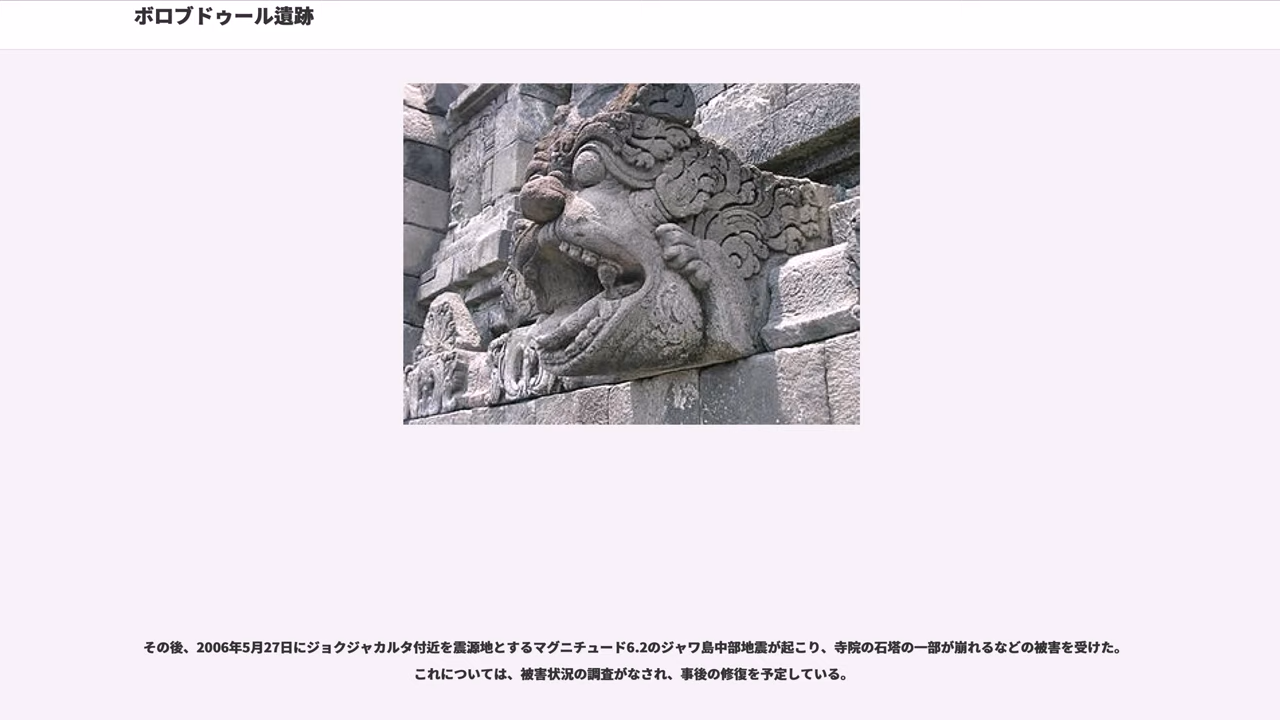 ボロブドゥール遺跡
その後、2006年5月27日にジョクジャカルタ付近を震源地とするマグニチュード6.2のジャワ島中部地震が起こり、寺院の石塔の一部が崩れるなどの被害を受けた。
これについては、被害状況の調査がなされ、事後の修復を予定している。